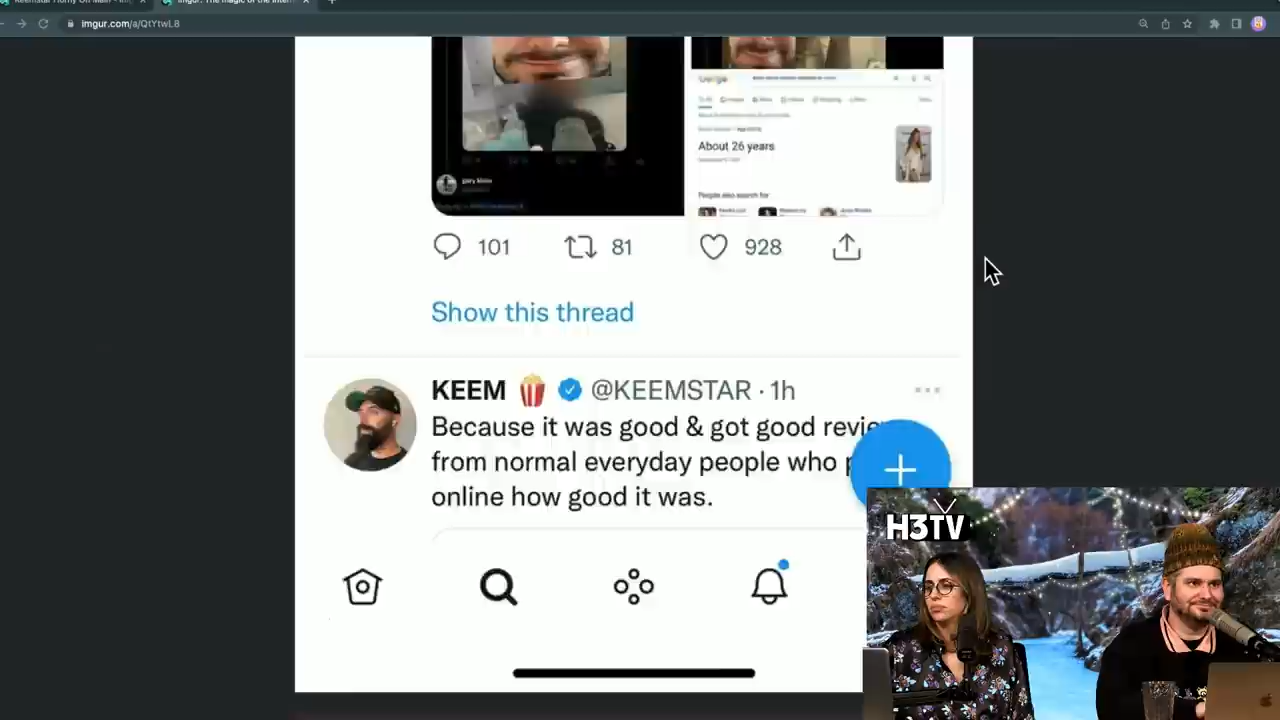 imgur.com/a/QtYtwL8
About 26 years
People also search for
101 81 928
Show this thread
KEEM @KEEMSTAR · 1h
Because it was good & got good
from normal everyday people who
online how good it was.
H3TV